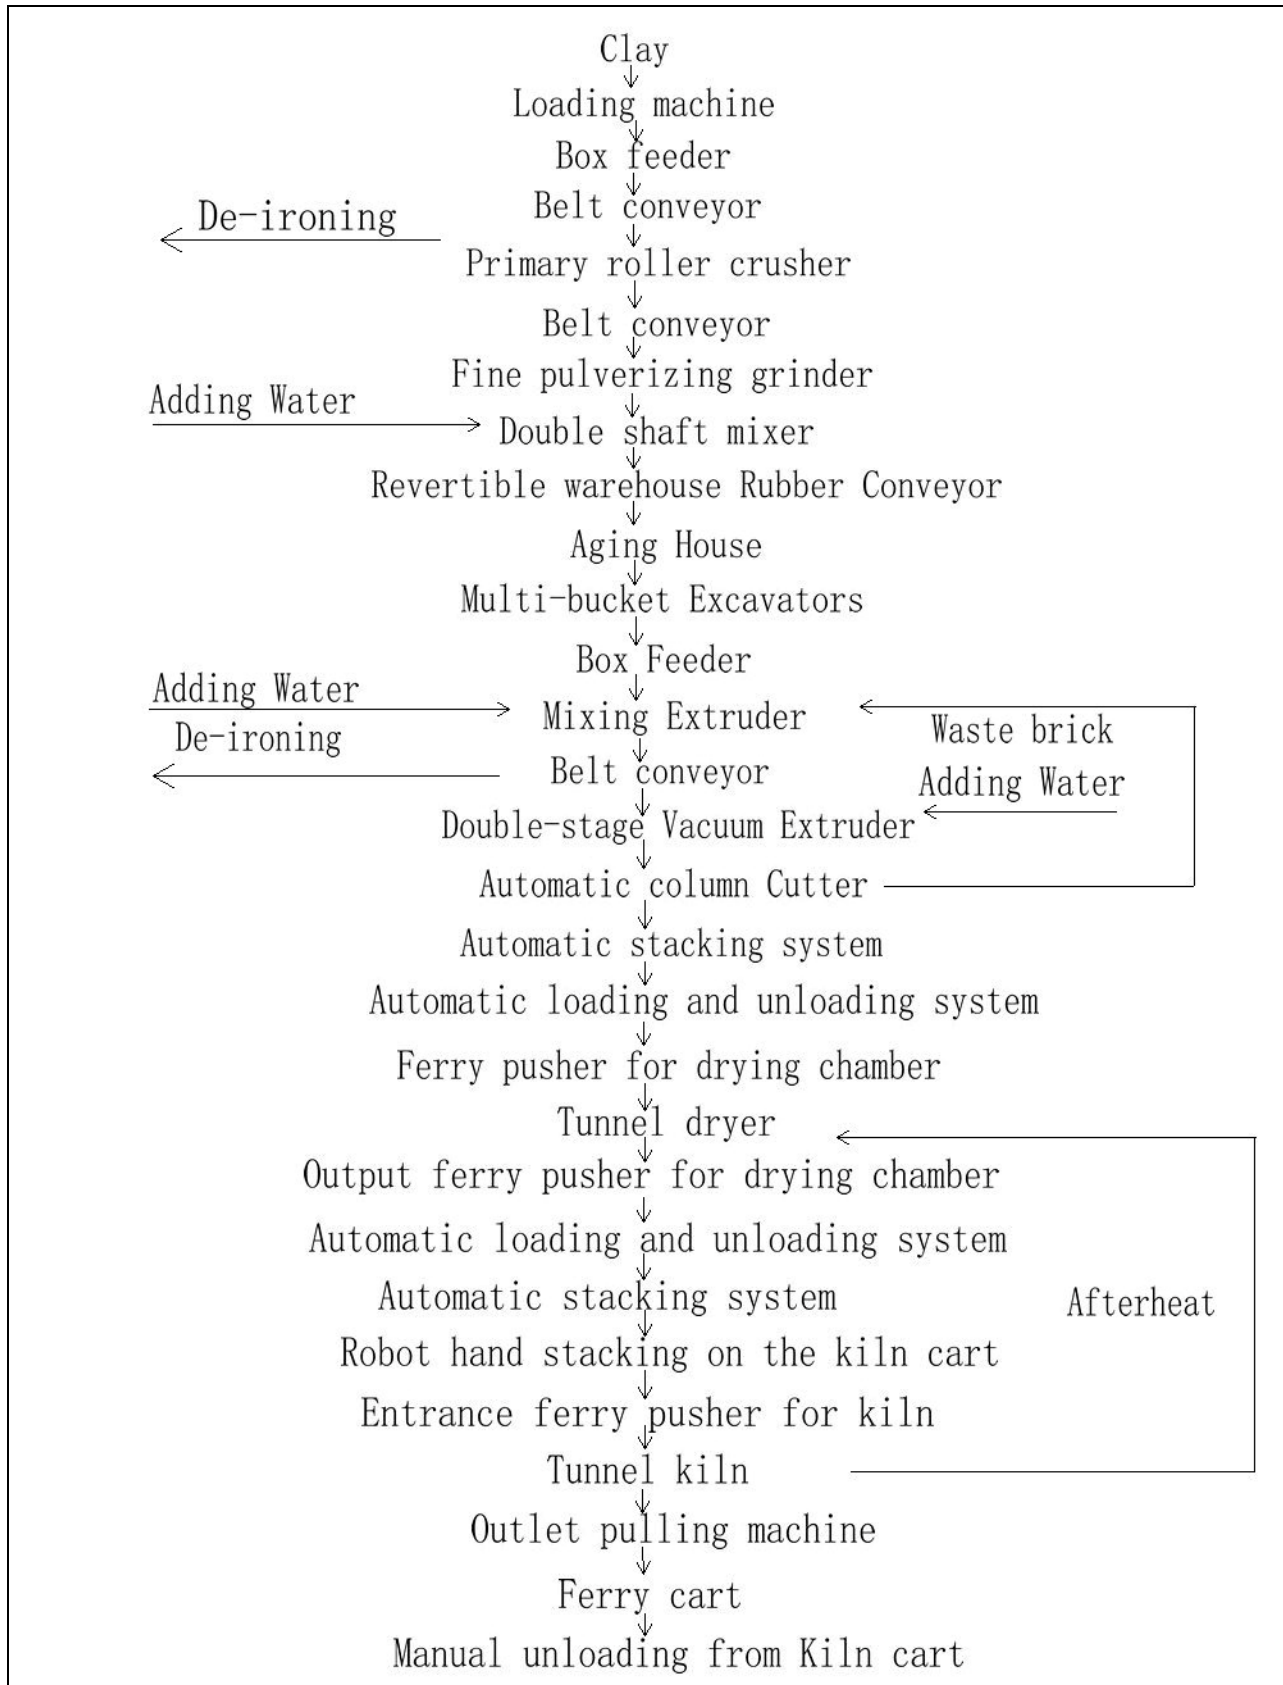 Clay
Loading machine
Box feeder
Belt conveyor
De-ironing
Primary roller crusher
Belt conveyor
Fine pulverizing grinder
Adding Water
Double shaft mixer
Revertible warehouse Rubber Conveyor
Aging House
Multi-bucket Excavators
Box Feeder
Adding Water
Mixing Extruder
Waste brick
De-ironing
Belt conveyor
Adding Water
Double-stage Vacuum Extruder
Automatic column Cutter
Automatic stacking system
Automatic loading and unloading system
Ferry pusher for drying chamber
Tunnel dryer
Output ferry pusher for drying chamber
Automatic loading and unloading system
Automatic stacking system
Afterheat
Robot hand stacking on the kiln cart
Entrance ferry pusher for kiln
Tunnel kiln
Outlet pulling machine
Ferry cart
Manual unloading from Kiln cart